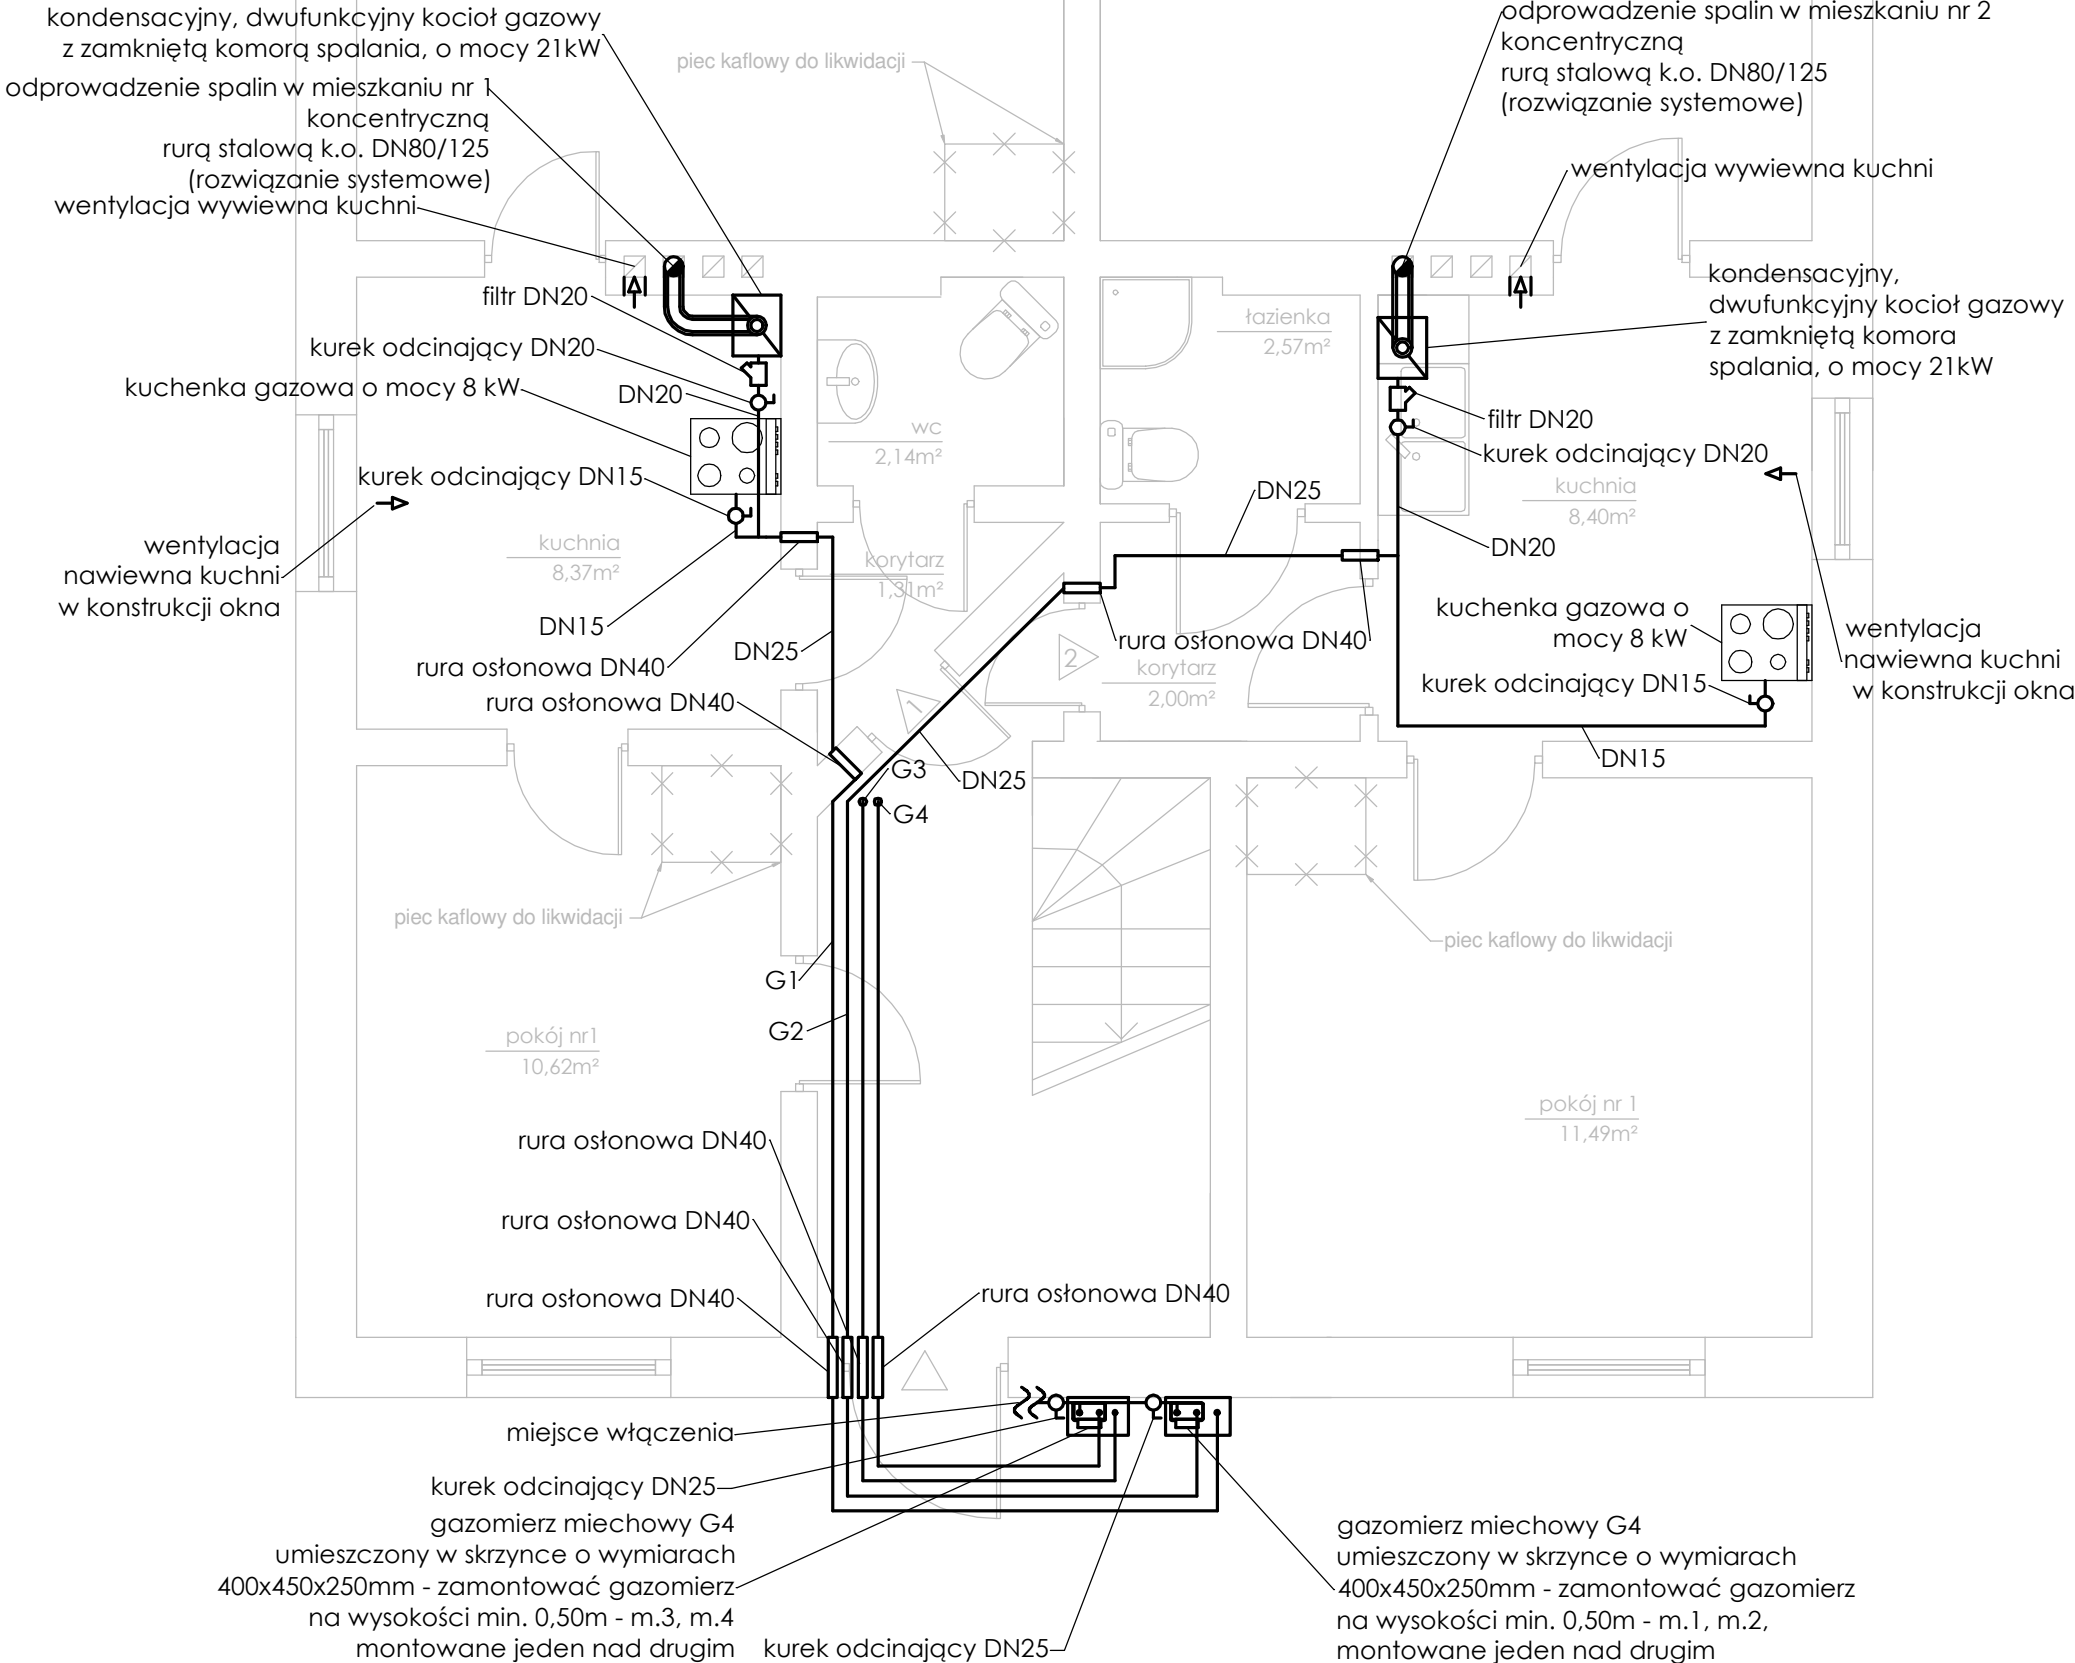 kondensacyjny, dwufunkcyjny kocioł gazowy
z zamkniętą komorą spalania, o mocy 21kW
odprowadzenie spalin w mieszkaniu nr 1
koncentryczną
rurą stalową k.o. DN80/125
(rozwiązanie systemowe)
wentylacja wywiewna kuchni
piec kaflowy do likwidacji
odprowadzenie spalin w mieszkaniu nr 2
koncentryczną
rurą stalową k.o. DN80/125
(rozwiązanie systemowe)
wentylacja wywiewna kuchni
kondensacyjny,
dwufunkcyjny kocioł gazowy
z zamkniętą komora
spalania, o mocy 21kW
filtr DN20
kurek odcinający DN20
kuchenka gazowa o mocy 8 kW
DN20
kurek odcinający DN15
wentylacja
nawiewna kuchni
w konstrukcji okna
kuchnia
8,37m²
DN15
rura osłonowa DN40
DN25
rura osłonowa DN40
wc
2,14m²
korytarz
1,31m²
łazienka
2,57m²
DN25
filtr DN20
kurek odcinający DN20
kuchnia
8,40m²
DN20
rura osłonowa DN40
2
korytarz
2,00m²
1
kuchenka gazowa o
mocy 8 kW
kurek odcinający DN15
wentylacja
nawiewna kuchni
w konstrukcji okna
DN15
G3
DN25
G4
piec kaflowy do likwidacji
piec kaflowy do likwidacji
G1
G2
pokój nr1
10,62m²
pokój nr 1
11,49m²
rura osłonowa DN40
rura osłonowa DN40
rura osłonowa DN40
rura osłonowa DN40
miejsce włączenia
kurek odcinający DN25
gazomierz miechowy G4
umieszczony w skrzynce o wymiarach
400x450x250mm - zamontować gazomierz
na wysokości min. 0,50m - m.3, m.4
montowane jeden nad drugim
kurek odcinający DN25
gazomierz miechowy G4
umieszczony w skrzynce o wymiarach
400x450x250mm - zamontować gazomierz
na wysokości min. 0,50m - m.1, m.2,
montowane jeden nad drugim